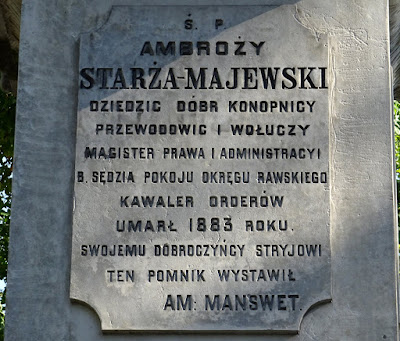 Ś. P
AMBROŻY
STARŻA-MAJEWSKI
DZIEDZIC DÓBR KONOPNICY
PRZEWODOWIC I WOŁUCZY
MAGISTER PRAWA I ADMINISTRACYI
B. SĘDZIA POKOJU OKRĘGU RAWSKIEGO
KAWALER ORDERÓW
UMARŁ 1883 ROKU.
SWOJEMU DOBROCZYŃCY STRYJOWI
TEN POMNIK WYSTAWIŁ
AM: MANSWET.